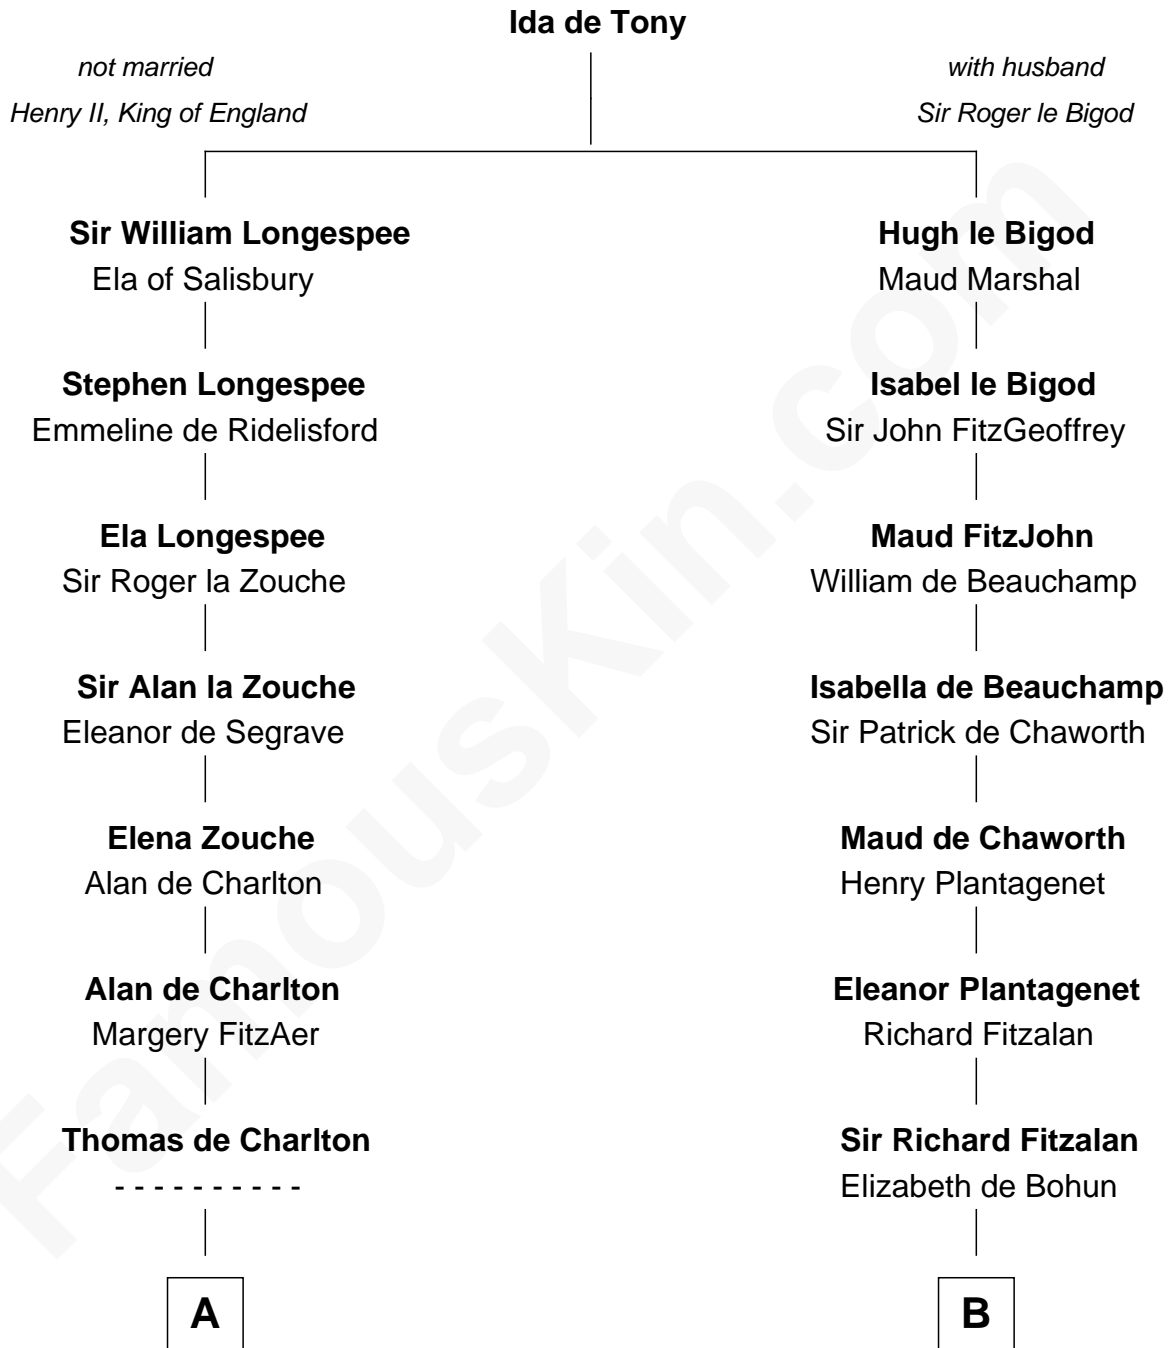 Ida de Tony
not married
Henry II, King of England
with husband
Sir Roger le Bigod
Sir William Longespee
Ela of Salisbury
Hugh le Bigod
Maud Marshal
Stephen Longespee
Emmeline de Ridelisford
Isabel le Bigod
Sir John FitzGeoffrey
Ela Longespee
Sir Roger la Zouche
Maud FitzJohn
William de Beauchamp
Sir Alan la Zouche
Eleanor de Segrave
Isabella de Beauchamp
Sir Patrick de Chaworth
Elena Zouche
Alan de Charlton
Maud de Chaworth
Henry Plantagenet
Alan de Charlton
Margery FitzAer
Eleanor Plantagenet
Richard Fitzalan
Thomas de Charlton
- - - - - - - - - -
Sir Richard Fitzalan
Elizabeth de Bohun
A
B
FamousKin.com